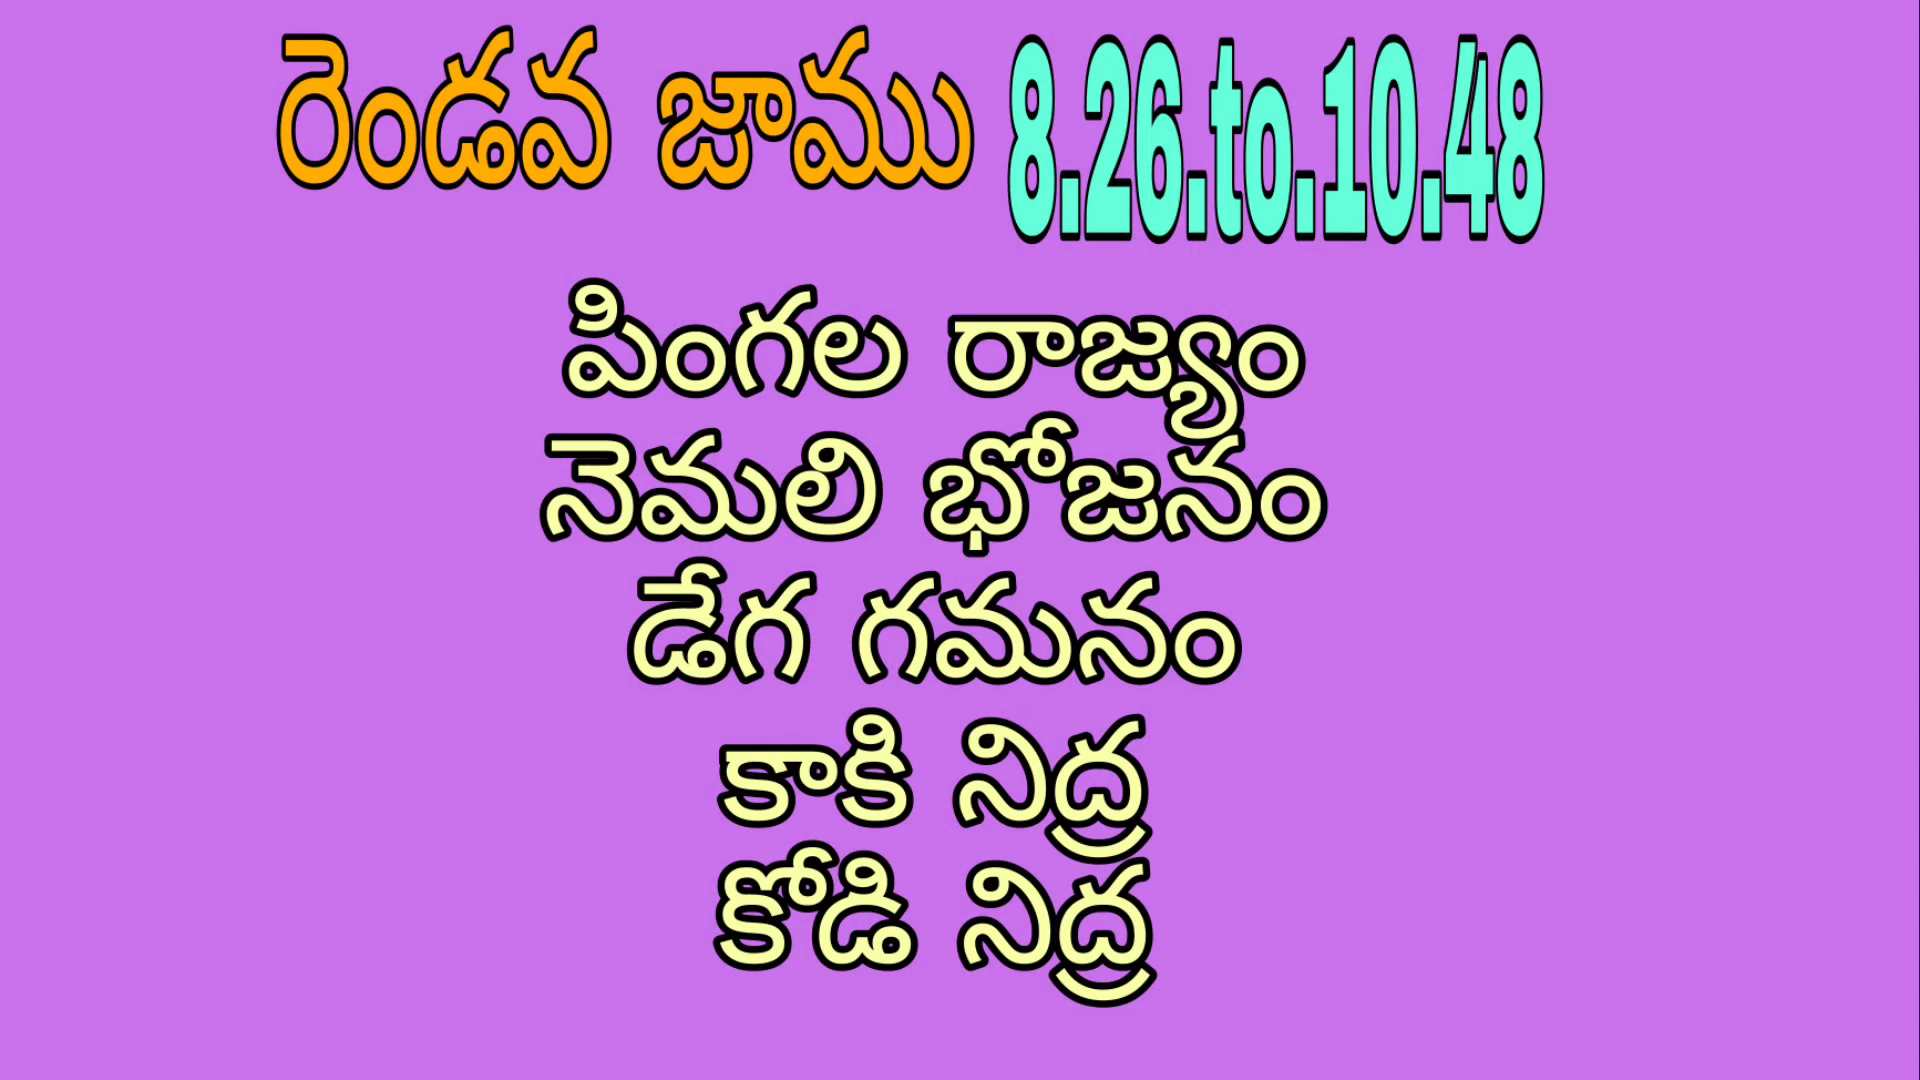 రెండవ జాము 8.26.to.10.48
పింగల రాజ్యం
నెమలి భోజనం
డేగ గమనం
కాకి నిద్ర
కోడి నిద్ర